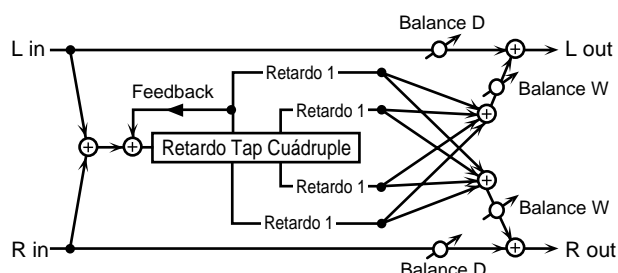 Balance D
L in
L out
Retardo 1
Feedback
Balance W
Retardo 1
Retardo Tap Cuádruple
Retardo 1
Balance W
Retardo 1
R in
R out
Balance D